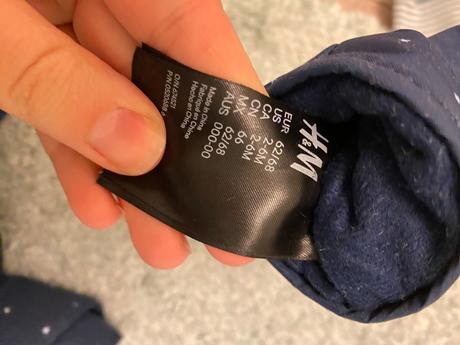 H&M
EUR 62/68
US 2-6M
CA 2-6M
CN 66
MX 62/68
AUS 000-00
Made in China
Fabriqué en Chine
Hecho en China
O/N
P/N